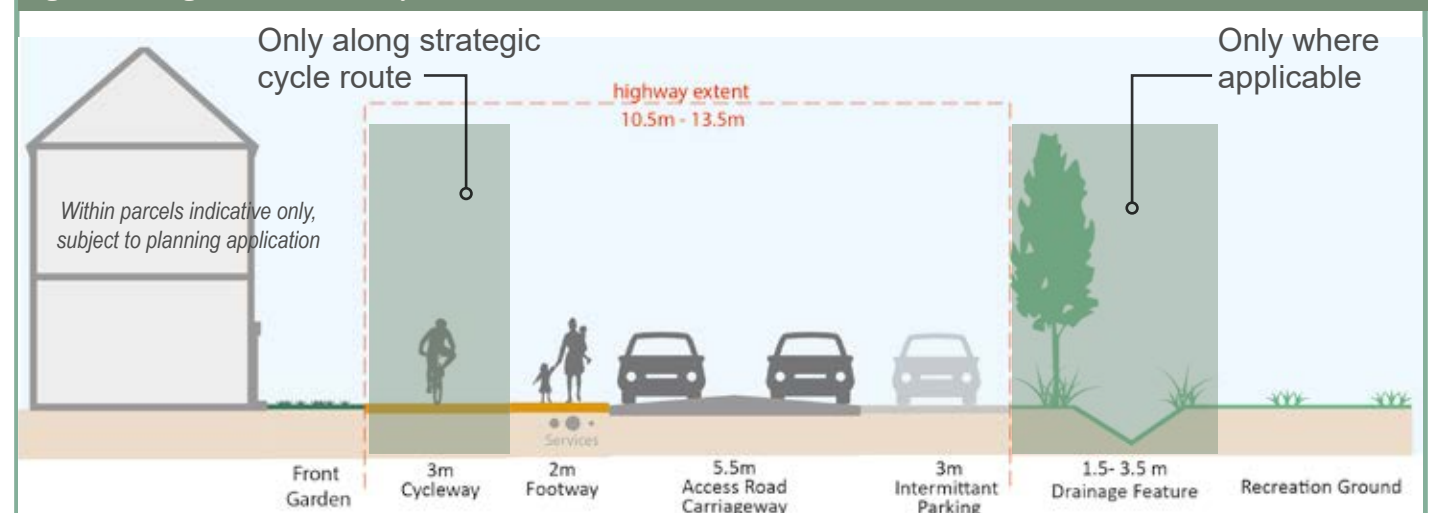 Only along strategic
cycle route
Only where
applicable
highway extent
10.5m - 13.5m
Within parcels indicative only,
subject to planning application
Services
Front
Garden
3m
Cycleway
2m
Footway
5.5m
Access Road
Carriageway
3m
Intermittant
Parking
1.5- 3.5 m
Drainage Feature
Recreation Ground